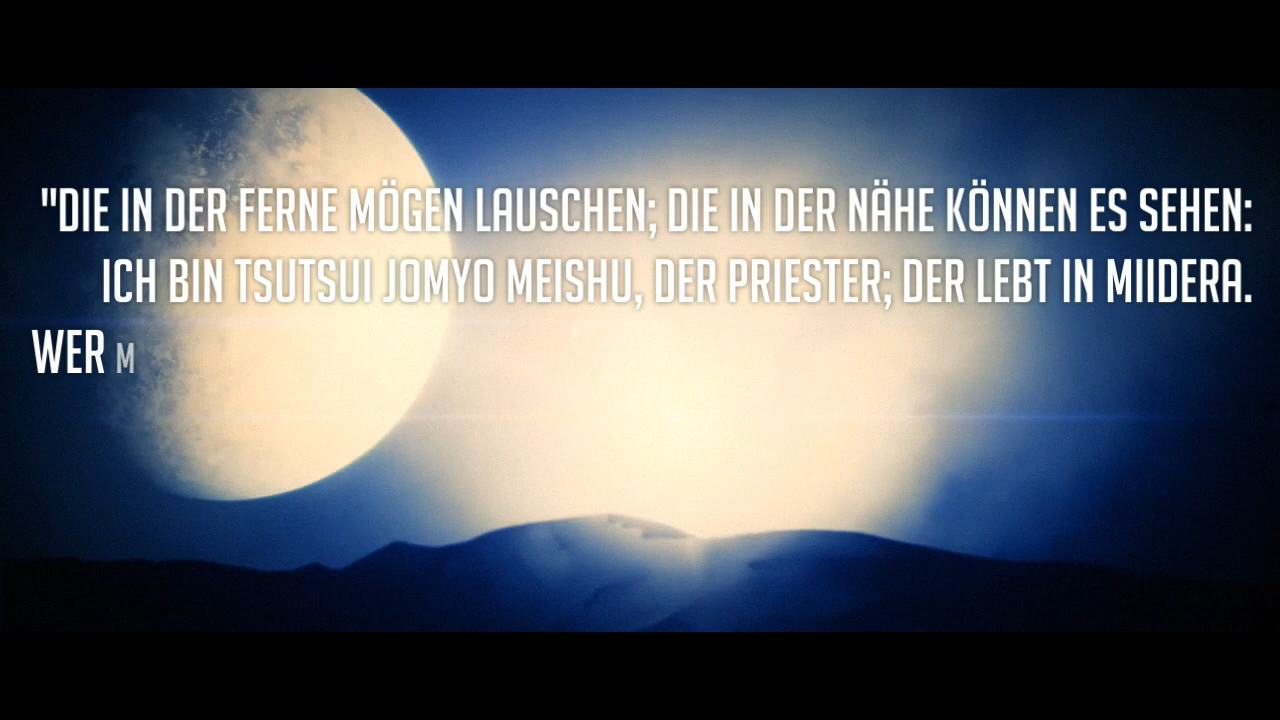 "DIE IN DER FERNE MÖGEN LAUSCHEN; DIE IN DER NÄHE KÖNNEN ES SEHEN:
ICH BIN TSUTSUI JOMYO MEISHU, DER PRIESTER; DER LEBT IN MIIDERA.
WER M